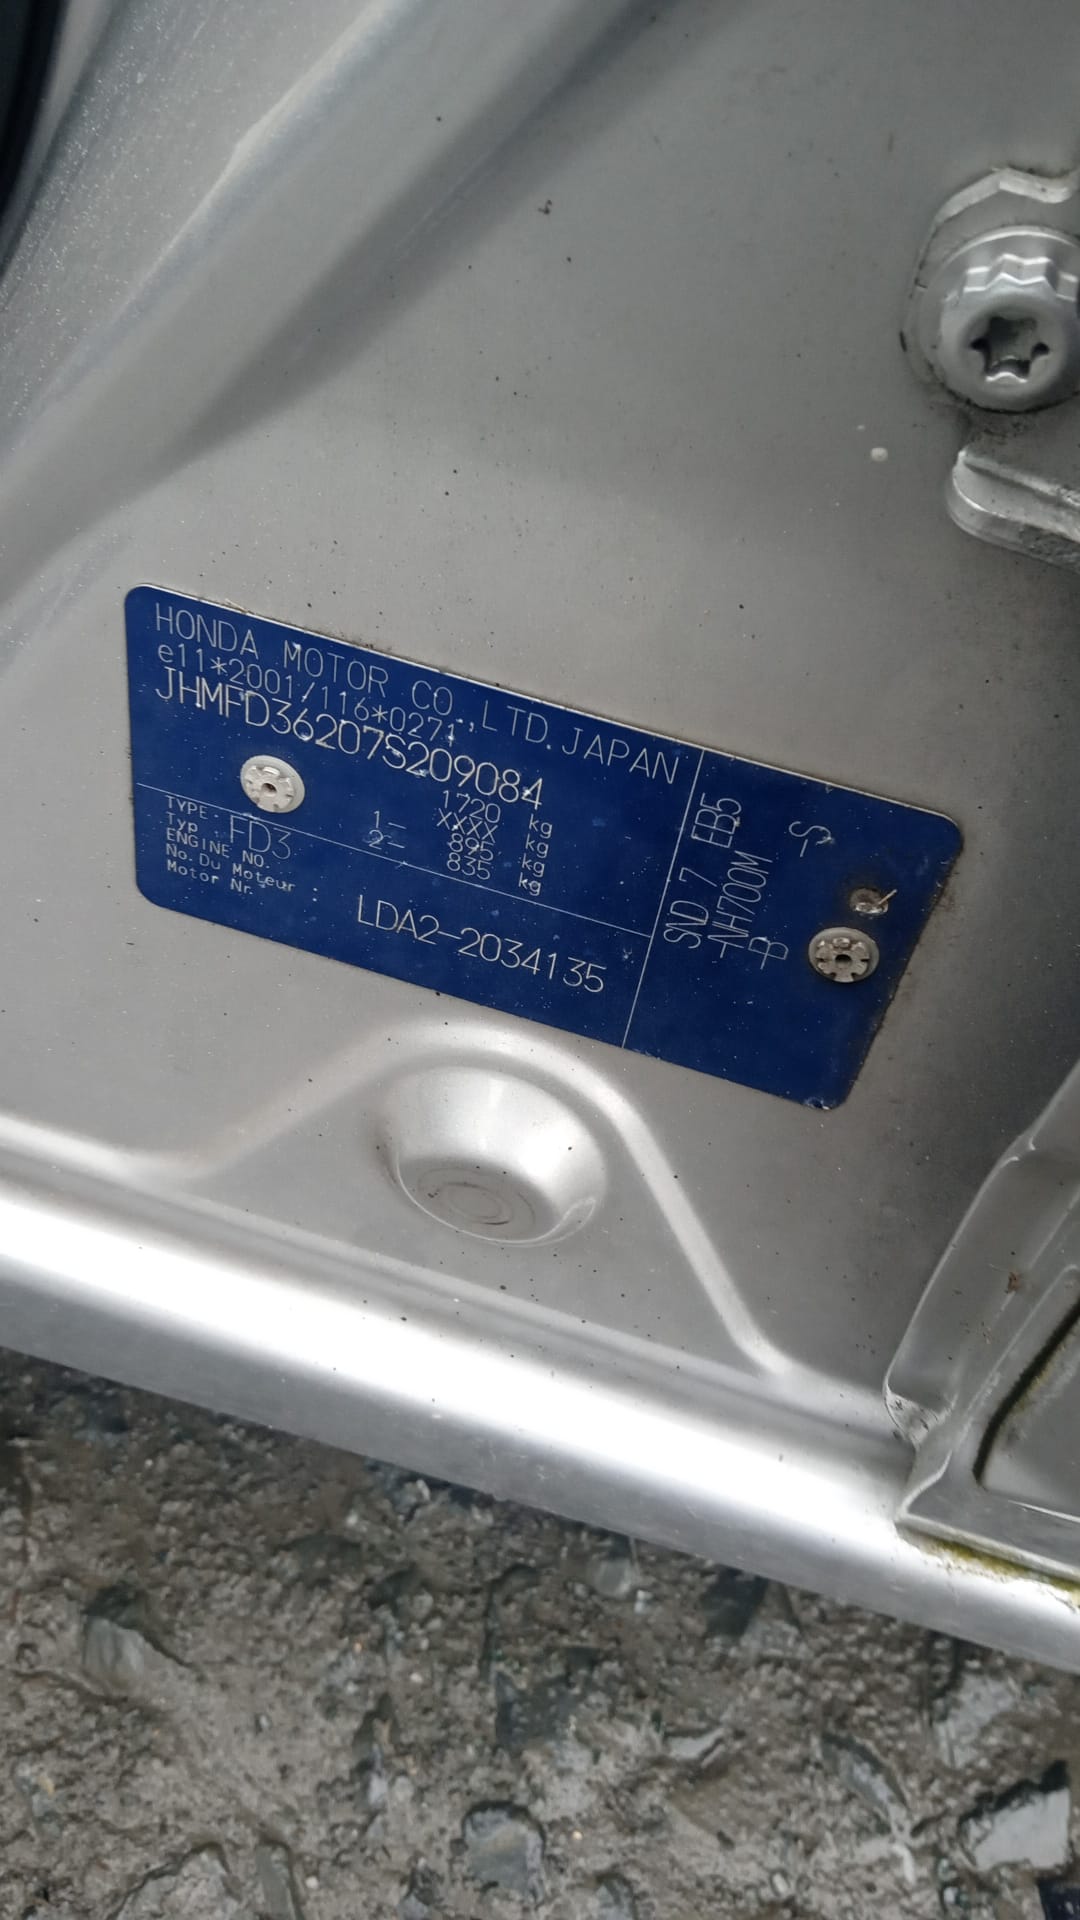 HONDA MOTOR CO.,LTD.JAPAN
e11*2001/116*0271
JHMFD36207S209084
1720 kg
XXXX kg
1- 895 kg
2- 835 kg
TYPE
Typ : FD3
ENGINE NO.
No. Du Moteur :
Motor Nr.
LDA2-2034135
SND 7 EB5
NH700M -S
B